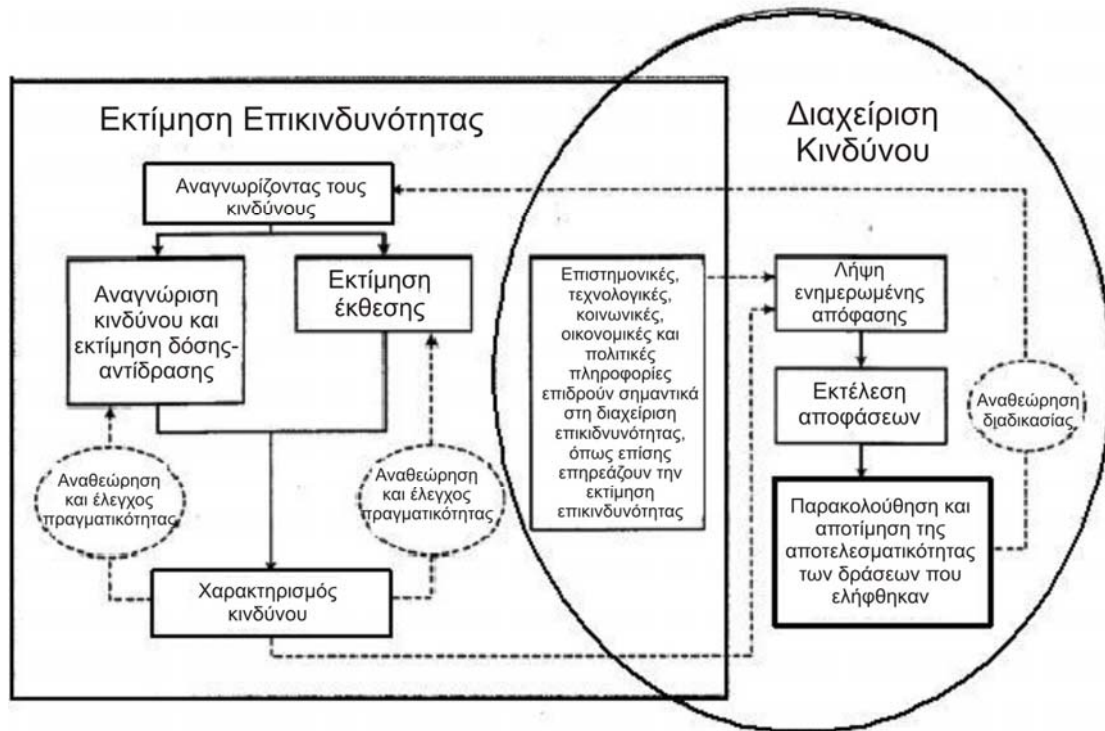 Εκτίμηση Επικινδυνότητας
Διαχείριση
Κινδύνου
Αναγνωρίζοντας τους
κινδύνους
Αναγνώριση
κινδύνου και
εκτίμηση δόσης-
αντίδρασης
Εκτίμηση
έκθεσης
Αναθεώρηση
και έλεγχος
πραγματικότητας
Αναθεώρηση
και έλεγχος
πραγματικότητας
Χαρακτηρισμός
κινδύνου
Επιστημονικές,
τεχνολογικές,
κοινωνικές,
οικονομικές και
πολιτικές
πληροφορίες
επιδρούν σημαντικά
στη διαχείριση
επικιδνυνότητας,
όπως επίσης
επηρεάζουν την
εκτίμηση
επικινδυνότητας
Λήψη
ενημερωμένης
απόφασης
Εκτέλεση
αποφάσεων
Παρακολούθηση και
αποτίμηση της
αποτελεσματικότητας
των δράσεων που
ελήφθηκαν
Αναθεώρηση
διαδικασίας